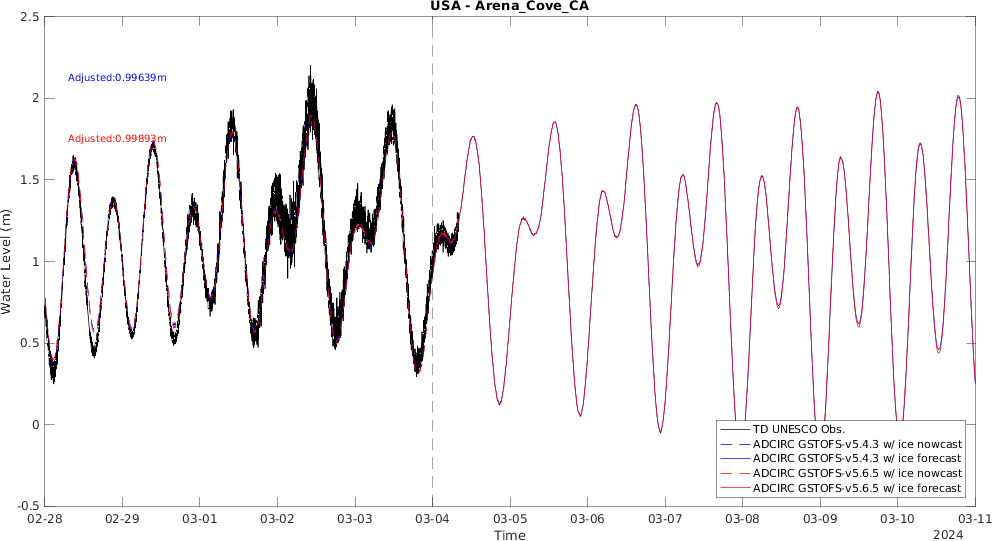 USA - Arena_Cove_CA
2.5
Adjusted:0.99639m
2
Adjusted:0.99893m
1.5
Water Level (m)
1
0.5
0
TD UNESCO Obs.
ADCIRC GSTOFS-v5.4.3 w/ ice nowcast
ADCIRC GSTOFS-v5.4.3 w/ ice forecast
ADCIRC GSTOFS-v5.6.5 w/ ice nowcast
ADCIRC GSTOFS-v5.6.5 w/ ice forecast
-0.5
02-28 02-29 03-01 03-02 03-03 03-04 03-05 03-06 03-07 03-08 03-09 03-10 03-11
Time
2024